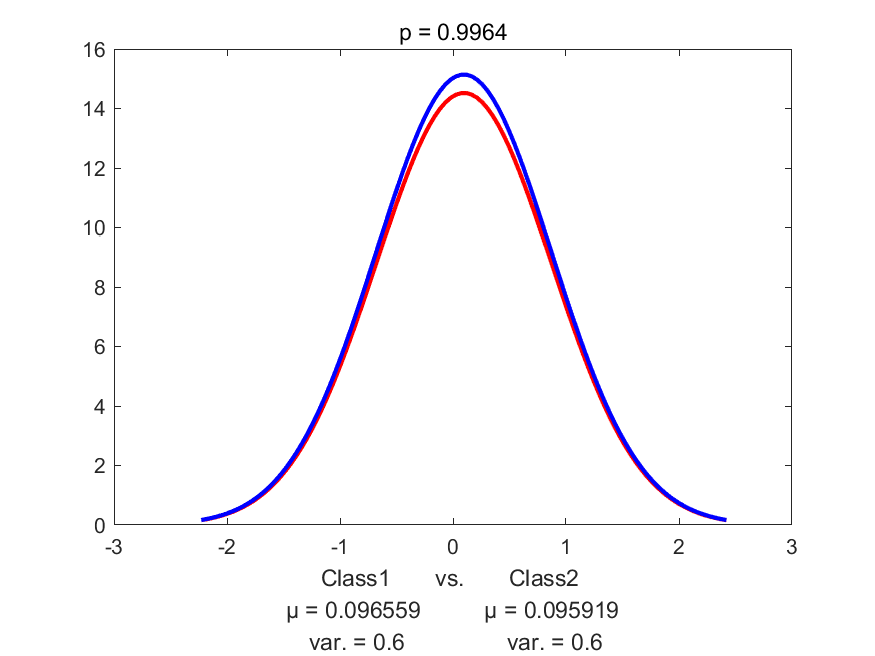 p = 0.9964
16
14
12
10
8
6
4
2
0
-3 -2 -1 0 1 2 3
Class1 vs. Class2
μ = 0.096559 μ = 0.095919
var. = 0.6 var. = 0.6